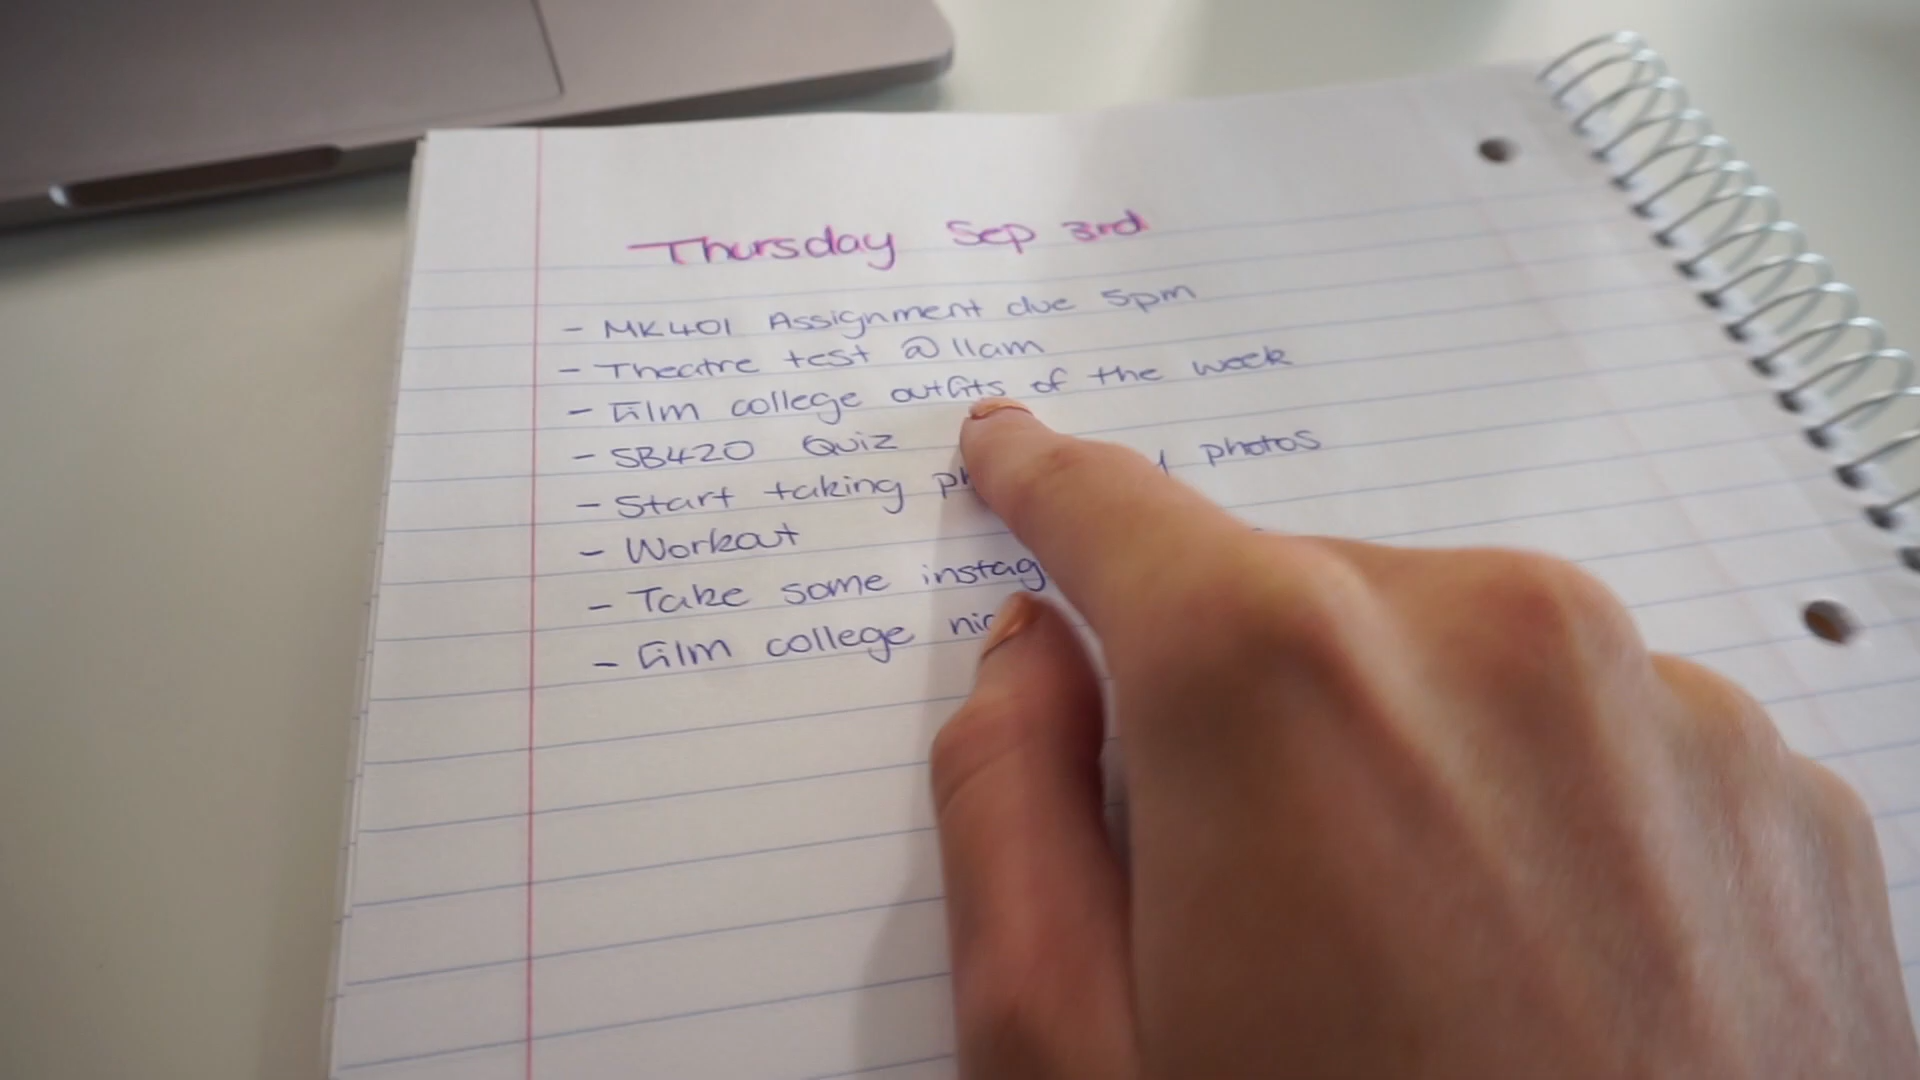 Thursday Sep 3rd
- MK401 Assignment due 5pm
- Theatre test @ 11am
- Film college outfits of the week
- SB420 Quiz
- Start taking photos
- Workout
- Take some
- Film college